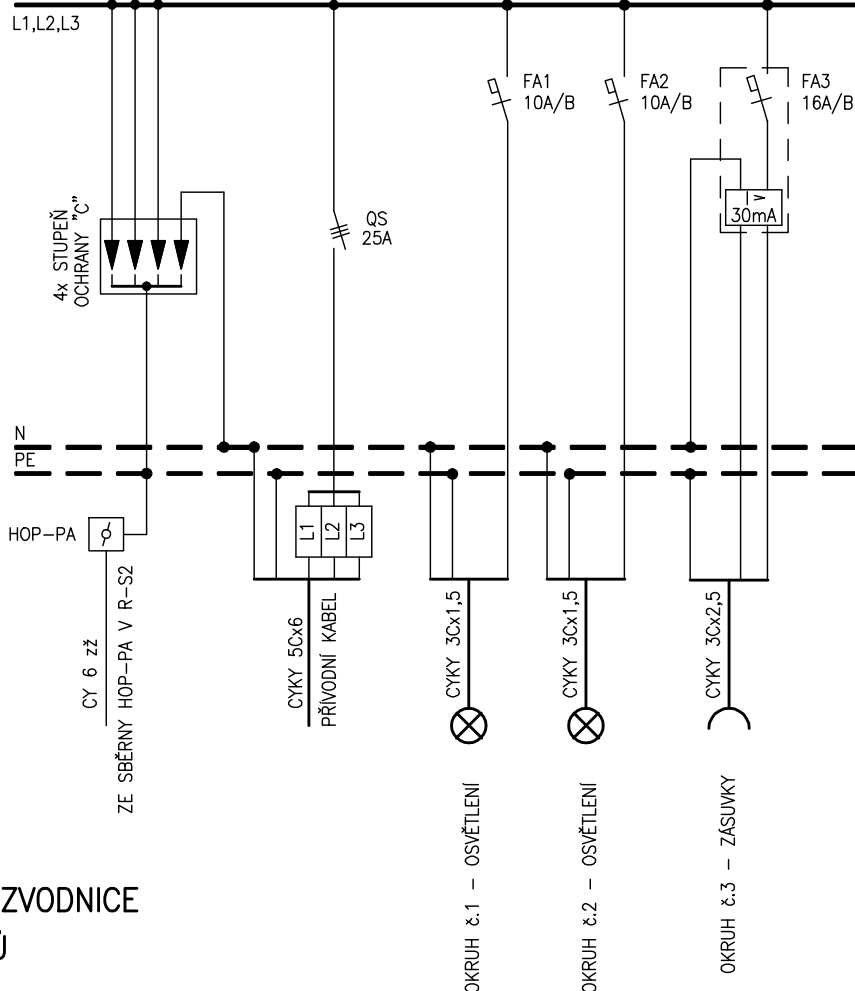 L1,L2,L3
FA1
10A/B
FA2
10A/B
FA3
16A/B
4x STUPEŇ
OCHRANY "C"
QS
25A
I >
30mA
N
PE
HOP-PA
L1
L2
L3
CY 6 zž
ZE SBĚRNY HOP-PA V R-S2
CYKY 5Cx6
PŘÍVODNÍ KABEL
CYKY 3Cx1,5
CYKY 3Cx1,5
CYKY 3Cx2,5
OKRUH č.1 - OSVĚTLENÍ
OKRUH č.2 - OSVĚTLENÍ
OKRUH č.3 - ZÁSUVKY
ZVODNICE
Ů